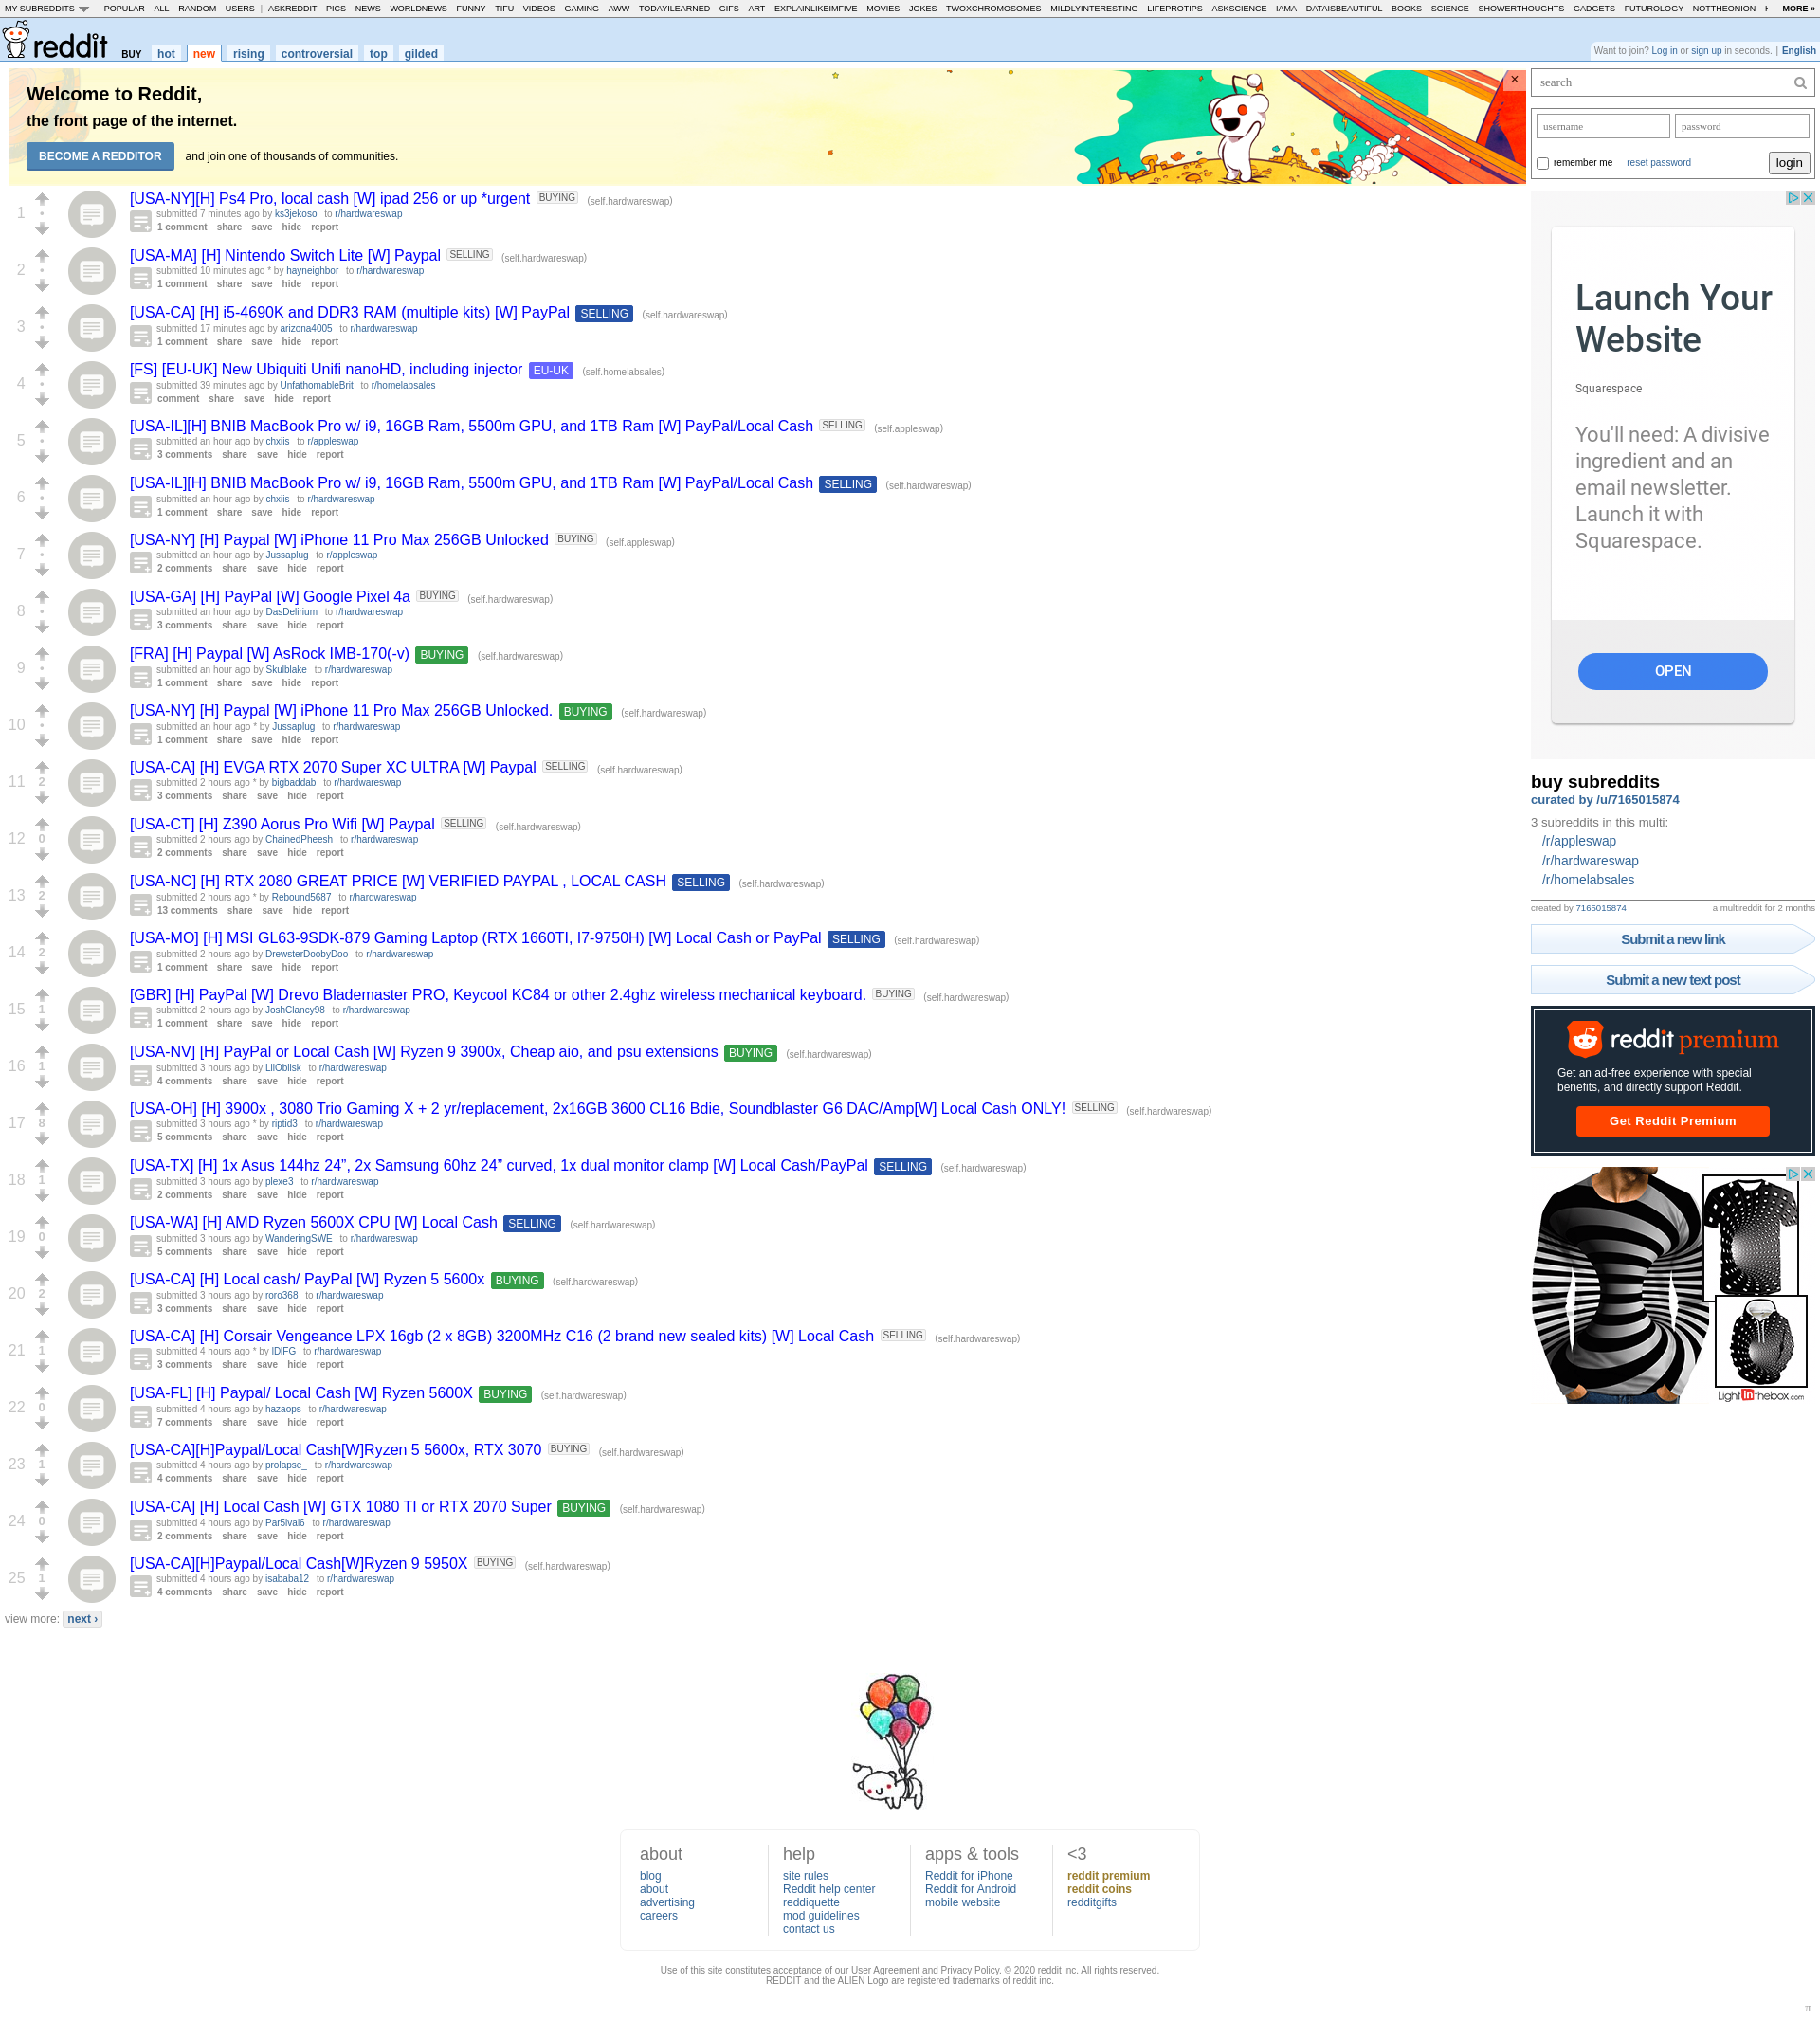 MY SUBREDDITS POPULAR - ALL - RANDOM - USERS | ASKREDDIT - PICS - NEWS - WORLDNEWS - FUNNY - TIFU - VIDEOS - GAMING - AWW - TODAYILEARNED - GIFS - ART - EXPLAINLIKEIMFIVE - MOVIES - JOKES - TWOXCHROMOSOMES - MILDLYINTERESTING - LIFEPROTIPS - ASKSCIENCE - IAMA - DATAISBEAUTIFUL - BOOKS - SCIENCE - SHOWERTHOUGHTS - GADGETS - FUTUROLOGY - NOTTHEONION - MORE »
reddit BUY hot new rising controversial top gilded
Want to join? Log in or sign up in seconds. | English
Welcome to Reddit,
the front page of the internet.
BECOME A REDDITOR and join one of thousands of communities.
×
1
[USA-NY][H] Ps4 Pro, local cash [W] ipad 256 or up *urgent BUYING (self.hardwareswap)
submitted 7 minutes ago by ks3jekoso to r/hardwareswap
1 comment share save hide report
2
[USA-MA] [H] Nintendo Switch Lite [W] Paypal SELLING (self.hardwareswap)
submitted 10 minutes ago * by hayneighbor to r/hardwareswap
1 comment share save hide report
3
[USA-CA] [H] i5-4690K and DDR3 RAM (multiple kits) [W] PayPal SELLING (self.hardwareswap)
submitted 17 minutes ago by arizona4005 to r/hardwareswap
1 comment share save hide report
4
[FS] [EU-UK] New Ubiquiti Unifi nanoHD, including injector EU-UK (self.homelabsales)
submitted 39 minutes ago by UnfathomableBrit to r/homelabsales
comment share save hide report
5
[USA-IL][H] BNIB MacBook Pro w/ i9, 16GB Ram, 5500m GPU, and 1TB Ram [W] PayPal/Local Cash SELLING (self.appleswap)
submitted an hour ago by chxiis to r/appleswap
3 comments share save hide report
6
[USA-IL][H] BNIB MacBook Pro w/ i9, 16GB Ram, 5500m GPU, and 1TB Ram [W] PayPal/Local Cash SELLING (self.hardwareswap)
submitted an hour ago by chxiis to r/hardwareswap
1 comment share save hide report
7
[USA-NY] [H] Paypal [W] iPhone 11 Pro Max 256GB Unlocked BUYING (self.appleswap)
submitted an hour ago by Jussaplug to r/appleswap
2 comments share save hide report
8
[USA-GA] [H] PayPal [W] Google Pixel 4a BUYING (self.hardwareswap)
submitted an hour ago by DasDelirium to r/hardwareswap
3 comments share save hide report
9
[FRA] [H] Paypal [W] AsRock IMB-170(-v) BUYING (self.hardwareswap)
submitted an hour ago by Skulblake to r/hardwareswap
1 comment share save hide report
10
[USA-NY] [H] Paypal [W] iPhone 11 Pro Max 256GB Unlocked. BUYING (self.hardwareswap)
submitted an hour ago * by Jussaplug to r/hardwareswap
1 comment share save hide report
11 2
[USA-CA] [H] EVGA RTX 2070 Super XC ULTRA [W] Paypal SELLING (self.hardwareswap)
submitted 2 hours ago * by bigbaddab to r/hardwareswap
3 comments share save hide report
12 0
[USA-CT] [H] Z390 Aorus Pro Wifi [W] Paypal SELLING (self.hardwareswap)
submitted 2 hours ago by ChainedPheesh to r/hardwareswap
2 comments share save hide report
13 2
[USA-NC] [H] RTX 2080 GREAT PRICE [W] VERIFIED PAYPAL , LOCAL CASH SELLING (self.hardwareswap)
submitted 2 hours ago * by Rebound5687 to r/hardwareswap
13 comments share save hide report
14 2
[USA-MO] [H] MSI GL63-9SDK-879 Gaming Laptop (RTX 1660TI, I7-9750H) [W] Local Cash or PayPal SELLING (self.hardwareswap)
submitted 2 hours ago by DrewsterDoobyDoo to r/hardwareswap
1 comment share save hide report
15 1
[GBR] [H] PayPal [W] Drevo Blademaster PRO, Keycool KC84 or other 2.4ghz wireless mechanical keyboard. BUYING (self.hardwareswap)
submitted 2 hours ago by JoshClancy98 to r/hardwareswap
1 comment share save hide report
16 1
[USA-NV] [H] PayPal or Local Cash [W] Ryzen 9 3900x, Cheap aio, and psu extensions BUYING (self.hardwareswap)
submitted 3 hours ago by LilOblisk to r/hardwareswap
4 comments share save hide report
17 8
[USA-OH] [H] 3900x , 3080 Trio Gaming X + 2 yr/replacement, 2x16GB 3600 CL16 Bdie, Soundblaster G6 DAC/Amp[W] Local Cash ONLY! SELLING (self.hardwareswap)
submitted 3 hours ago * by riptid3 to r/hardwareswap
5 comments share save hide report
18 1
[USA-TX] [H] 1x Asus 144hz 24”, 2x Samsung 60hz 24” curved, 1x dual monitor clamp [W] Local Cash/PayPal SELLING (self.hardwareswap)
submitted 3 hours ago by plexe3 to r/hardwareswap
2 comments share save hide report
19 0
[USA-WA] [H] AMD Ryzen 5600X CPU [W] Local Cash SELLING (self.hardwareswap)
submitted 3 hours ago by WanderingSWE to r/hardwareswap
5 comments share save hide report
20 2
[USA-CA] [H] Local cash/ PayPal [W] Ryzen 5 5600x BUYING (self.hardwareswap)
submitted 3 hours ago by roro368 to r/hardwareswap
3 comments share save hide report
21 1
[USA-CA] [H] Corsair Vengeance LPX 16gb (2 x 8GB) 3200MHz C16 (2 brand new sealed kits) [W] Local Cash SELLING (self.hardwareswap)
submitted 4 hours ago * by IDIFG to r/hardwareswap
3 comments share save hide report
22 0
[USA-FL] [H] Paypal/ Local Cash [W] Ryzen 5600X BUYING (self.hardwareswap)
submitted 4 hours ago by hazaops to r/hardwareswap
7 comments share save hide report
23 1
[USA-CA][H]Paypal/Local Cash[W]Ryzen 5 5600x, RTX 3070 BUYING (self.hardwareswap)
submitted 4 hours ago by prolapse_ to r/hardwareswap
4 comments share save hide report
24 0
[USA-CA] [H] Local Cash [W] GTX 1080 TI or RTX 2070 Super BUYING (self.hardwareswap)
submitted 4 hours ago by Par5ival6 to r/hardwareswap
2 comments share save hide report
25 1
[USA-CA][H]Paypal/Local Cash[W]Ryzen 9 5950X BUYING (self.hardwareswap)
submitted 4 hours ago by isababa12 to r/hardwareswap
4 comments share save hide report
view more: next ›
search
username password
remember me reset password login
Launch Your
Website
Squarespace
You'll need: A divisive
ingredient and an
email newsletter.
Launch it with
Squarespace.
OPEN
buy subreddits
curated by /u/7165015874
3 subreddits in this multi:
/r/appleswap
/r/hardwareswap
/r/homelabsales
created by 7165015874 a multireddit for 2 months
Submit a new link
Submit a new text post
reddit premium
Get an ad-free experience with special
benefits, and directly support Reddit.
Get Reddit Premium
Lightinthebox.com
about
blog
about
advertising
careers
help
site rules
Reddit help center
reddiquette
mod guidelines
contact us
apps & tools
Reddit for iPhone
Reddit for Android
mobile website
<3
reddit premium
reddit coins
redditgifts
Use of this site constitutes acceptance of our User Agreement and Privacy Policy. © 2020 reddit inc. All rights reserved.
REDDIT and the ALIEN Logo are registered trademarks of reddit inc.
π